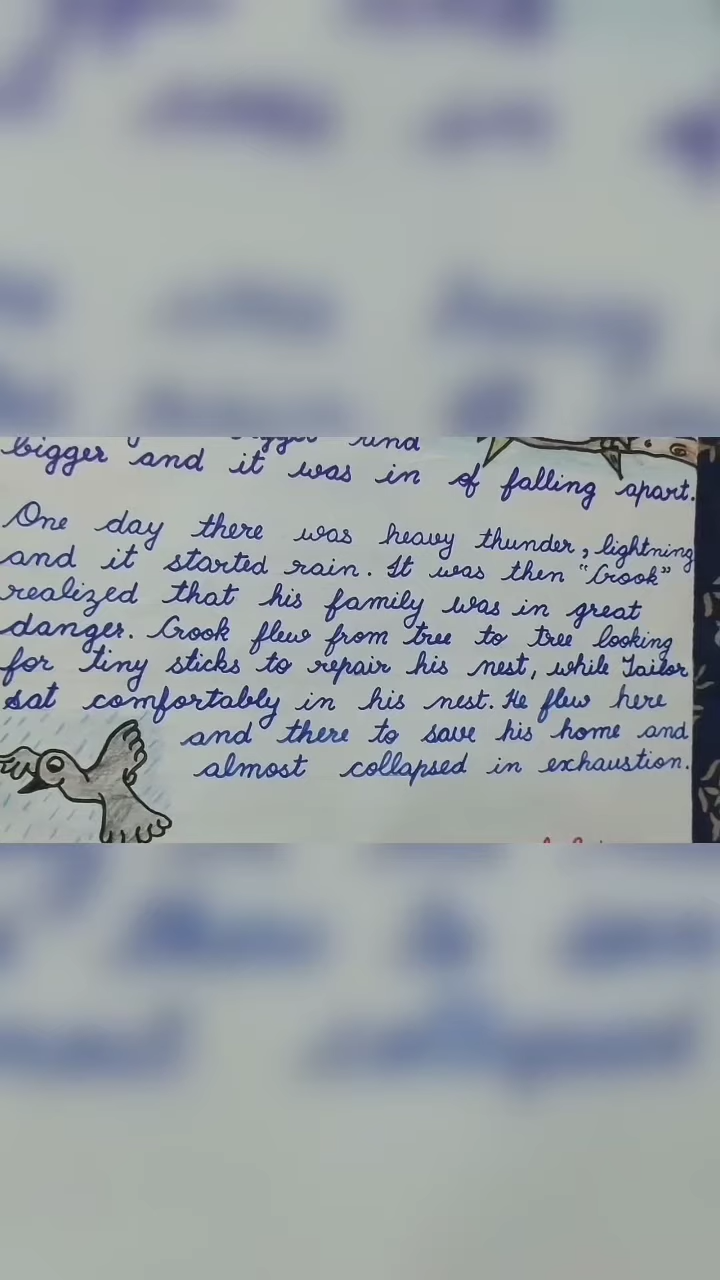 bigger and
bigger and it was in of falling apart.
One day there was heavy thunder, lightning
and it started rain. It was then "Crook"
realized that his family was in great
danger. Crook flew from tree to tree looking
for tiny sticks to repair his nest, while Tailor
sat comfortably in his nest. He flew here
and there to save his home and
almost collapsed in exhaustion.